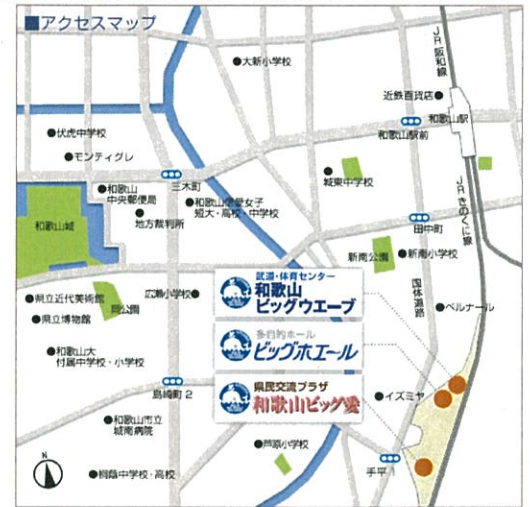 ■アクセスマップ
JR阪和線
●大新小学校
近鉄百貨店●
和歌山駅
和歌山駅前
●伏虎中学校
●モンティグレ
三木町
●和歌山
中央郵便局
●和歌山信愛女子
短大・高校・中学校
●城東中学校
JRきのくに線
和歌山城
●地方裁判所
田中町
新南公園
●新南小学校
国体道路
武道・体育センター
和歌山
ビッグウエーブ
●県立近代美術館
岡公園
広瀬小学校●
●ベルナール
●県立博物館
多目的ホール
ビッグホエール
●和歌山大
付属中学校・小学校
県民交流プラザ
和歌山ビッグ愛
島崎町2
●イズミヤ
●和歌山市立
城南病院
●芦原小学校
手平
●桐蔭中学校・高校
N